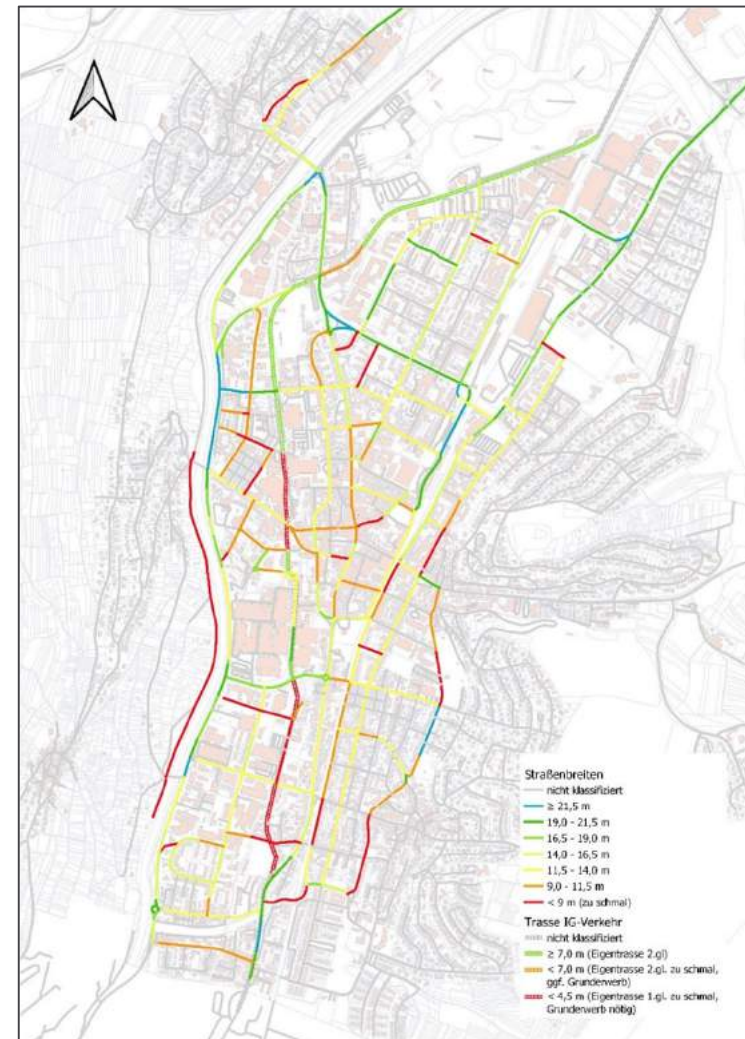 Straßenbreiten
nicht klassifiziert
≥ 21,5 m
19,0 - 21,5 m
16,5 - 19,0 m
14,0 - 16,5 m
11,5 - 14,0 m
9,0 - 11,5 m
< 9 m (zu schmal)
Trasse IG-Verkehr
nicht klassifiziert
≥ 7,0 m (Eigentrasse 2.gl)
< 7,0 m (Eigentrasse 2.gl. zu schmal,
ggf. Grunderwerb)
< 4,5 m (Eigentrasse 1.gl. zu schmal,
Grunderwerb nötig)